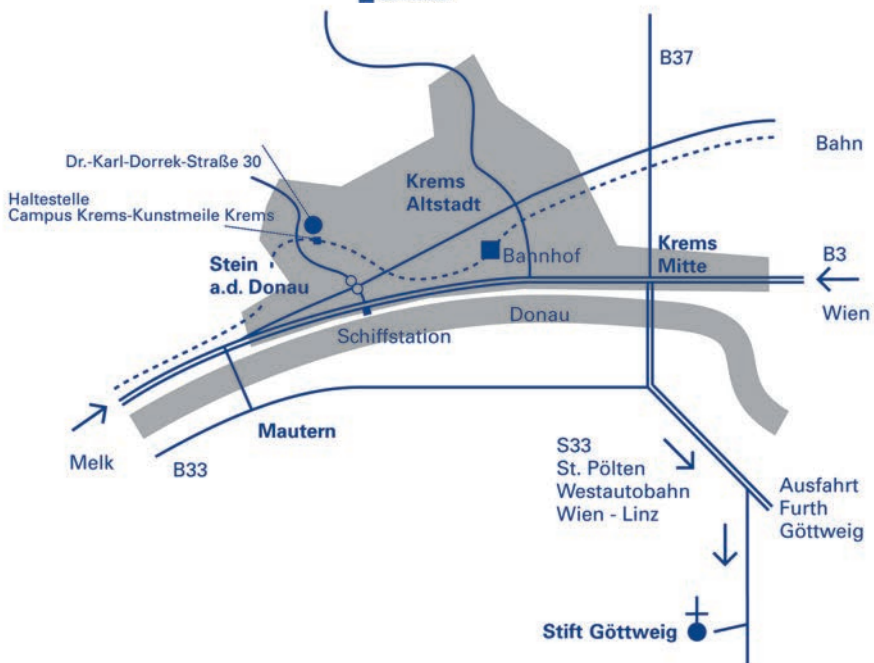 B37
Bahn
Dr.-Karl-Dorrek-Straße 30
Haltestelle
Campus Krems-Kunstmeile Krems
Krems
Altstadt
Stein
a.d. Donau
Bahnhof
Krems
Mitte
B3
Wien
Donau
Schiffstation
Mautern
Melk
B33
S33
St. Pölten
Westautobahn
Wien - Linz
Ausfahrt
Furth
Göttweig
Stift Göttweig